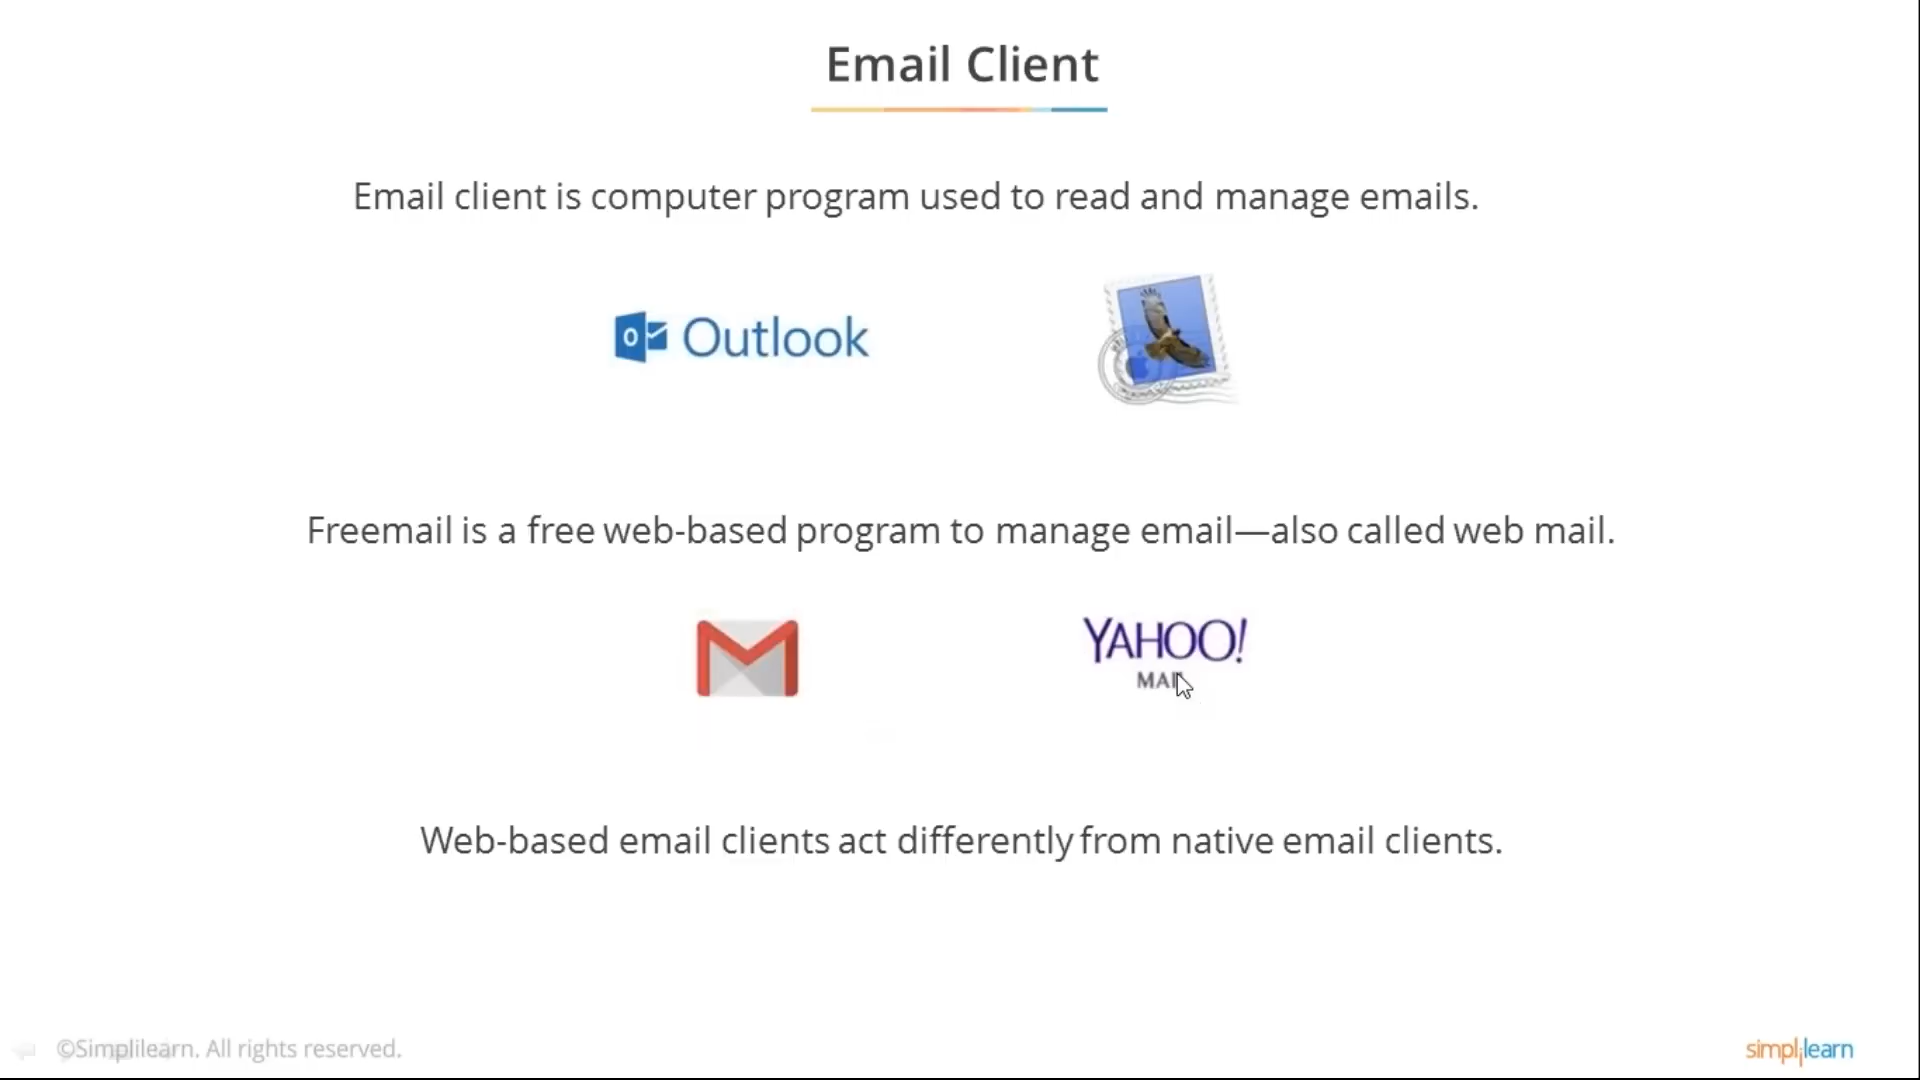 Email Client
Email client is computer program used to read and manage emails.
Outlook
Freemail is a free web-based program to manage email—also called web mail.
YAHOO!
Web-based email clients act differently from native email clients.
©Simplilearn. All rights reserved.
simplilearn